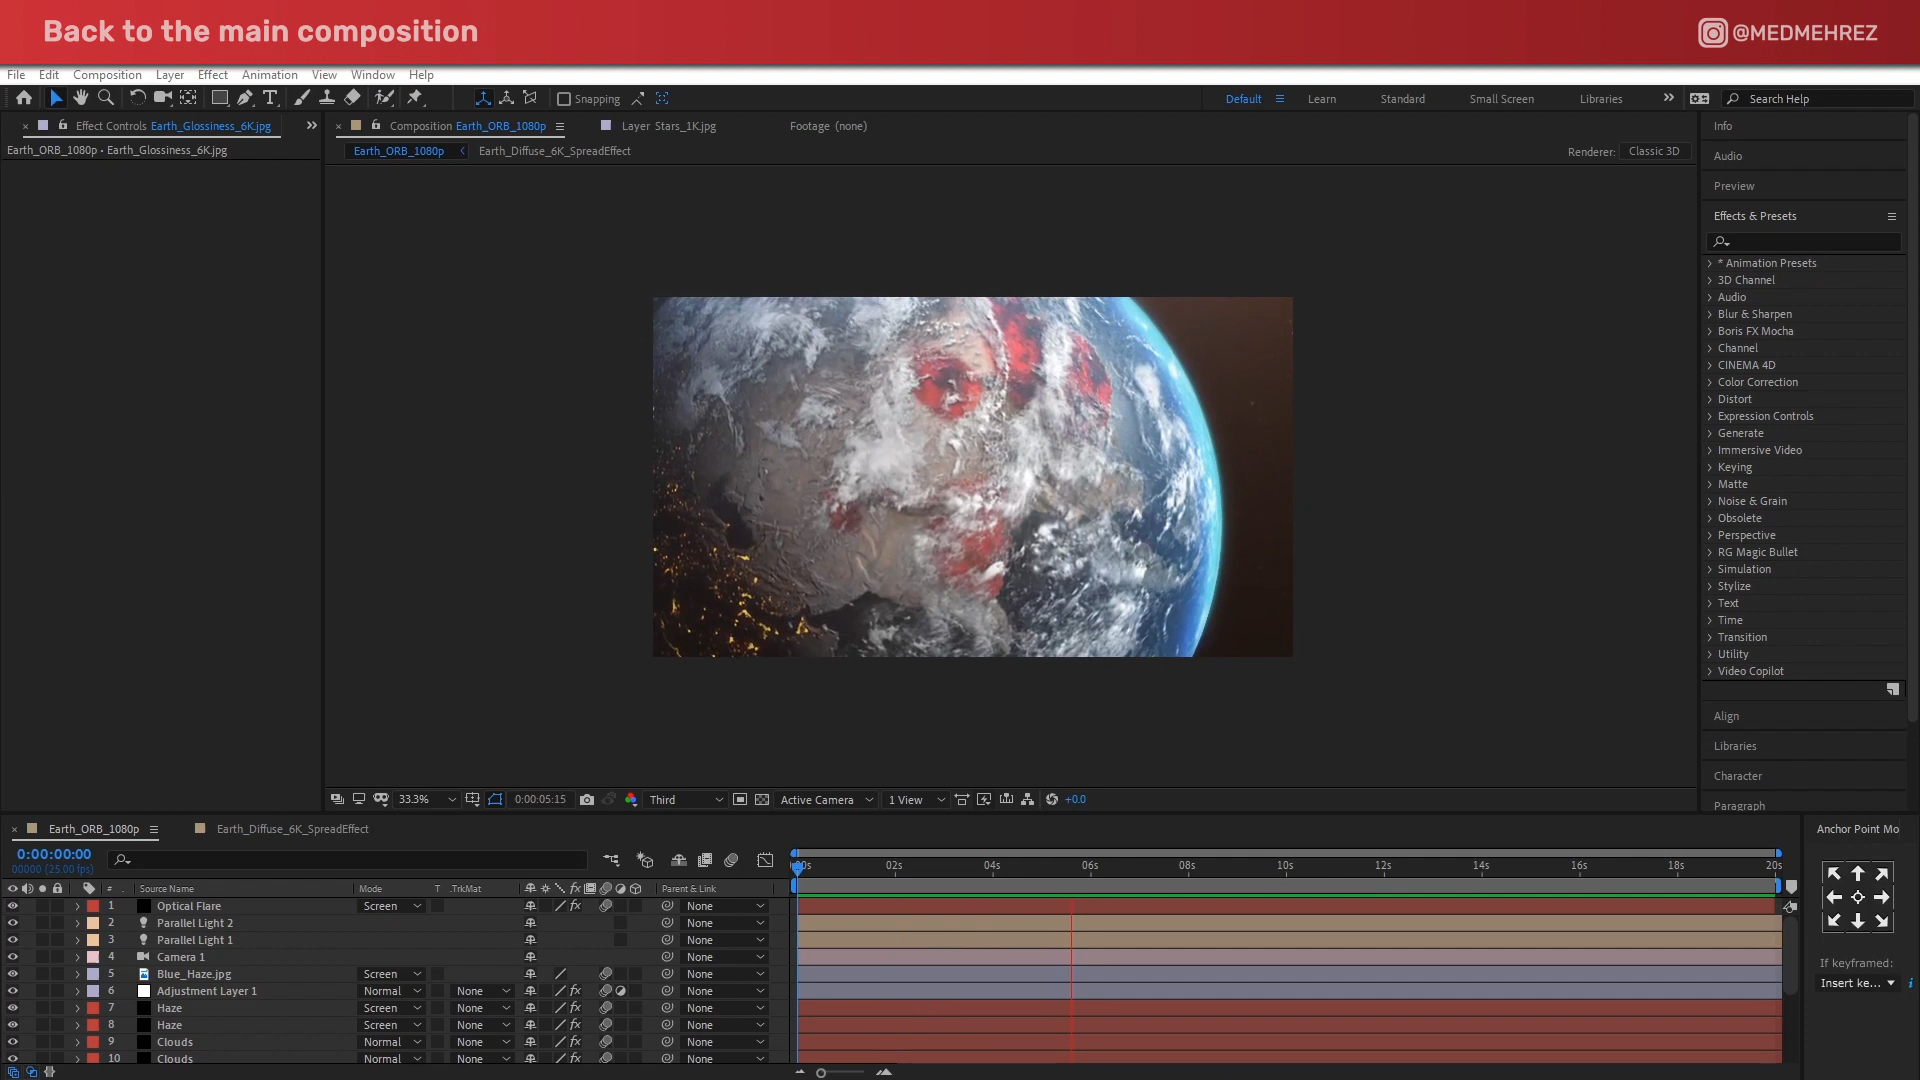 Back to the main composition
@MEDMEHREZ
File Edit Composition Layer Effect Animation View Window Help
Snapping
Default Learn Standard Small Screen Libraries
Search Help
Effect Controls Earth_Glossiness_6K.jpg
Composition Earth_ORB_1080p
Layer Stars_1K.jpg
Footage (none)
Earth_ORB_1080p • Earth_Glossiness_6K.jpg
Earth_ORB_1080p Earth_Diffuse_6K_SpreadEffect
Renderer: Classic 3D
Info
Audio
Preview
Effects & Presets
* Animation Presets
3D Channel
Audio
Blur & Sharpen
Boris FX Mocha
Channel
CINEMA 4D
Color Correction
Distort
Expression Controls
Generate
Immersive Video
Keying
Matte
Noise & Grain
Obsolete
Perspective
RG Magic Bullet
Simulation
Stylize
Text
Time
Transition
Utility
Video Copilot
Align
Libraries
Character
Paragraph
33.3% 0:00:05:15 Third Active Camera 1 View +0.0
Earth_ORB_1080p Earth_Diffuse_6K_SpreadEffect
Anchor Point Mo
0:00:00:00
00000 (25.00 fps)
00s 02s 04s 06s 08s 10s 12s 14s 16s 18s 20s
# Source Name Mode T .TrkMat Parent & Link
1 Optical Flare Screen None
2 Parallel Light 2 None
3 Parallel Light 1 None
4 Camera 1 None
5 Blue_Haze.jpg Screen None
6 Adjustment Layer 1 Normal None None
7 Haze Screen None None
8 Haze Screen None None
9 Clouds Normal None None
10 Clouds Normal None None
If keyframed:
Insert ke...